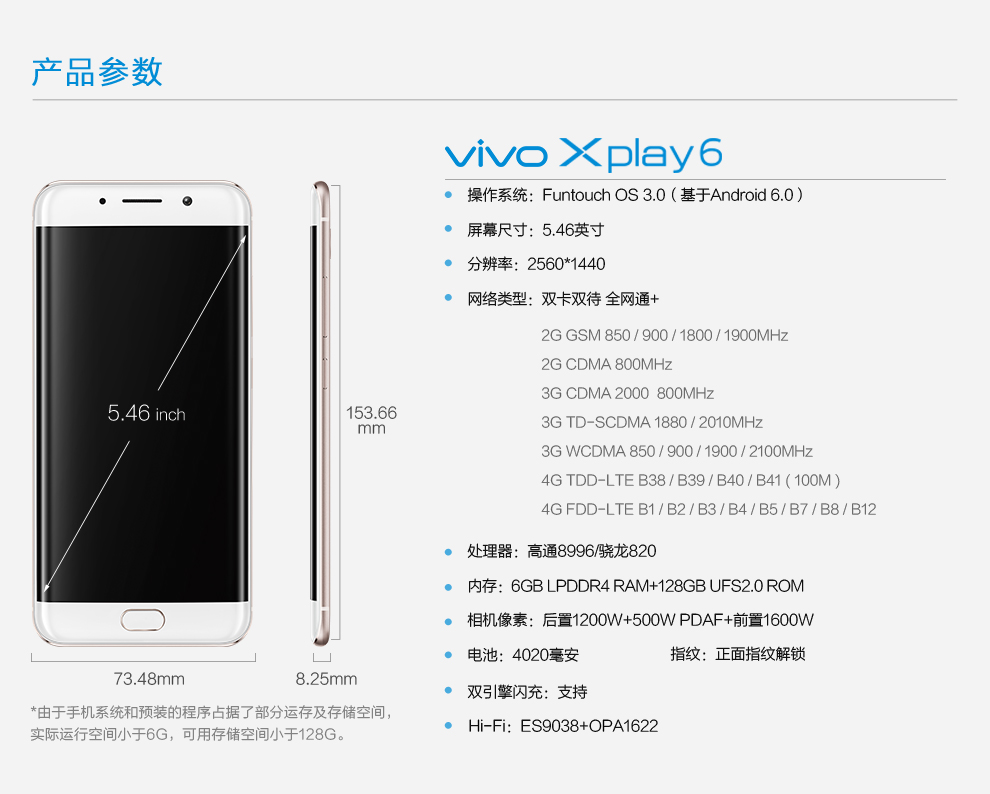 产品参数
vivo Xplay6
操作系统：Funtouch OS 3.0（基于Android 6.0）
屏幕尺寸：5.46英寸
分辨率：2560*1440
网络类型：双卡双待 全网通+
2G GSM 850 / 900 / 1800 / 1900MHz
2G CDMA 800MHz
3G CDMA 2000 800MHz
3G TD-SCDMA 1880 / 2010MHz
3G WCDMA 850 / 900 / 1900 / 2100MHz
4G TDD-LTE B38 / B39 / B40 / B41（100M）
4G FDD-LTE B1 / B2 / B3 / B4 / B5 / B7 / B8 / B12
处理器：高通8996/骁龙820
内存：6GB LPDDR4 RAM+128GB UFS2.0 ROM
相机像素：后置1200W+500W PDAF+前置1600W
电池：4020毫安 指纹：正面指纹解锁
双引擎闪充：支持
Hi-Fi：ES9038+OPA1622
5.46 inch
153.66
mm
73.48mm
8.25mm
*由于手机系统和预装的程序占据了部分运存及存储空间，
实际运行空间小于6G，可用存储空间小于128G。